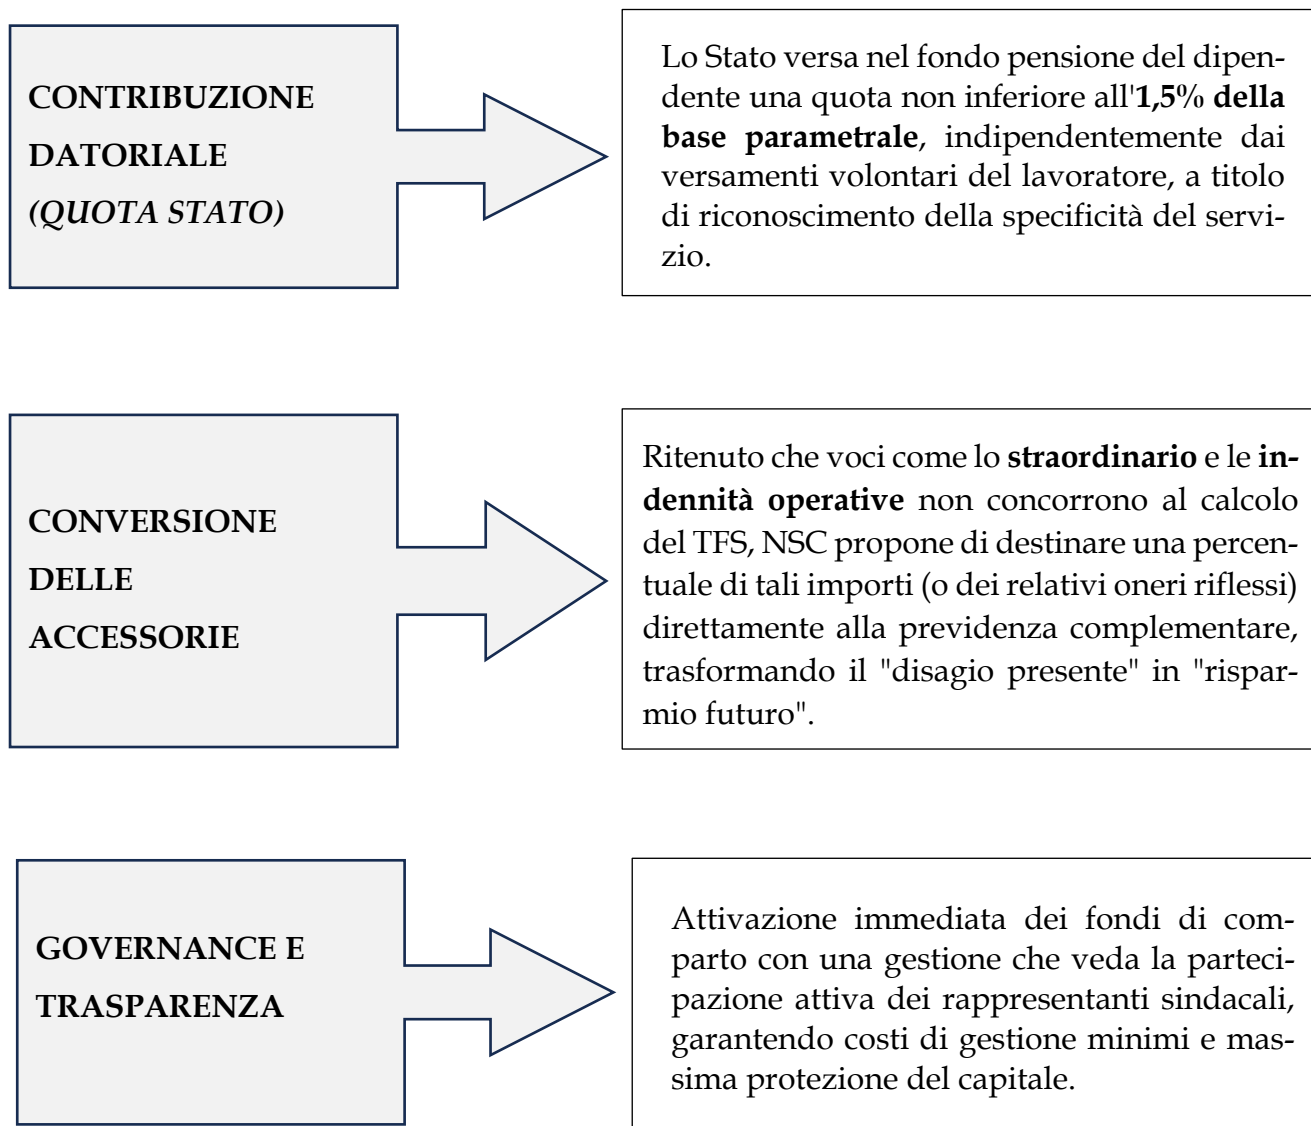 CONTRIBUZIONE
DATORIALE
(QUOTA STATO)
Lo Stato versa nel fondo pensione del dipen-
dente una quota non inferiore all'1,5% della
base parametrale, indipendentemente dai
versamenti volontari del lavoratore, a titolo
di riconoscimento della specificità del servi-
zio.
CONVERSIONE
DELLE
ACCESSORIE
Ritenuto che voci come lo straordinario e le in-
dennità operative non concorrono al calcolo
del TFS, NSC propone di destinare una percen-
tuale di tali importi (o dei relativi oneri riflessi)
direttamente alla previdenza complementare,
trasformando il "disagio presente" in "rispar-
mio futuro".
GOVERNANCE E
TRASPARENZA
Attivazione immediata dei fondi di com-
parto con una gestione che veda la parteci-
pazione attiva dei rappresentanti sindacali,
garantendo costi di gestione minimi e mas-
sima protezione del capitale.